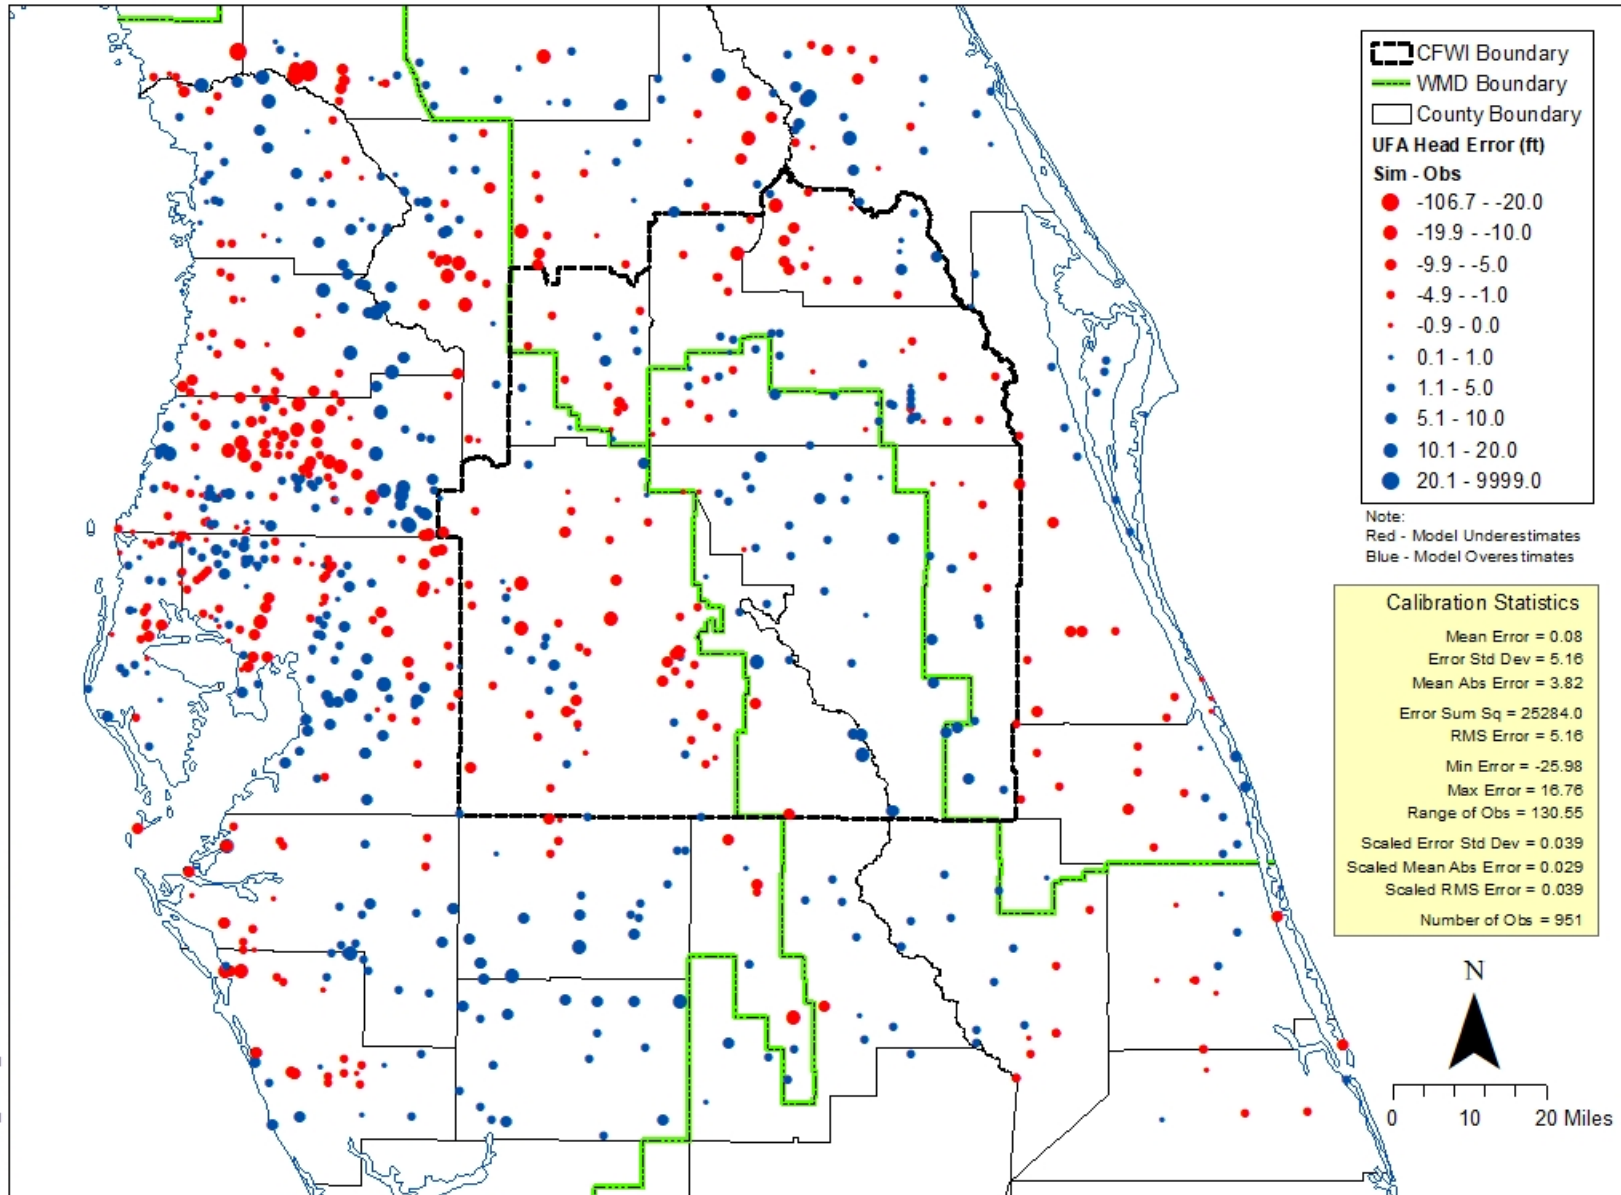 CFWI Boundary
WMD Boundary
County Boundary
UFA Head Error (ft)
Sim - Obs
-106.7 - -20.0
-19.9 - -10.0
-9.9 - -5.0
-4.9 - -1.0
-0.9 - 0.0
0.1 - 1.0
1.1 - 5.0
5.1 - 10.0
10.1 - 20.0
20.1 - 9999.0
Note:
Red - Model Underestimates
Blue - Model Overestimates
Calibration Statistics
Mean Error = 0.08
Error Std Dev = 5.16
Mean Abs Error = 3.82
Error Sum Sq = 25284.0
RMS Error = 5.16
Min Error = -25.98
Max Error = 16.76
Range of Obs = 130.55
Scaled Error Std Dev = 0.039
Scaled Mean Abs Error = 0.029
Scaled RMS Error = 0.039
Number of Obs = 951
N
0 10 20 Miles